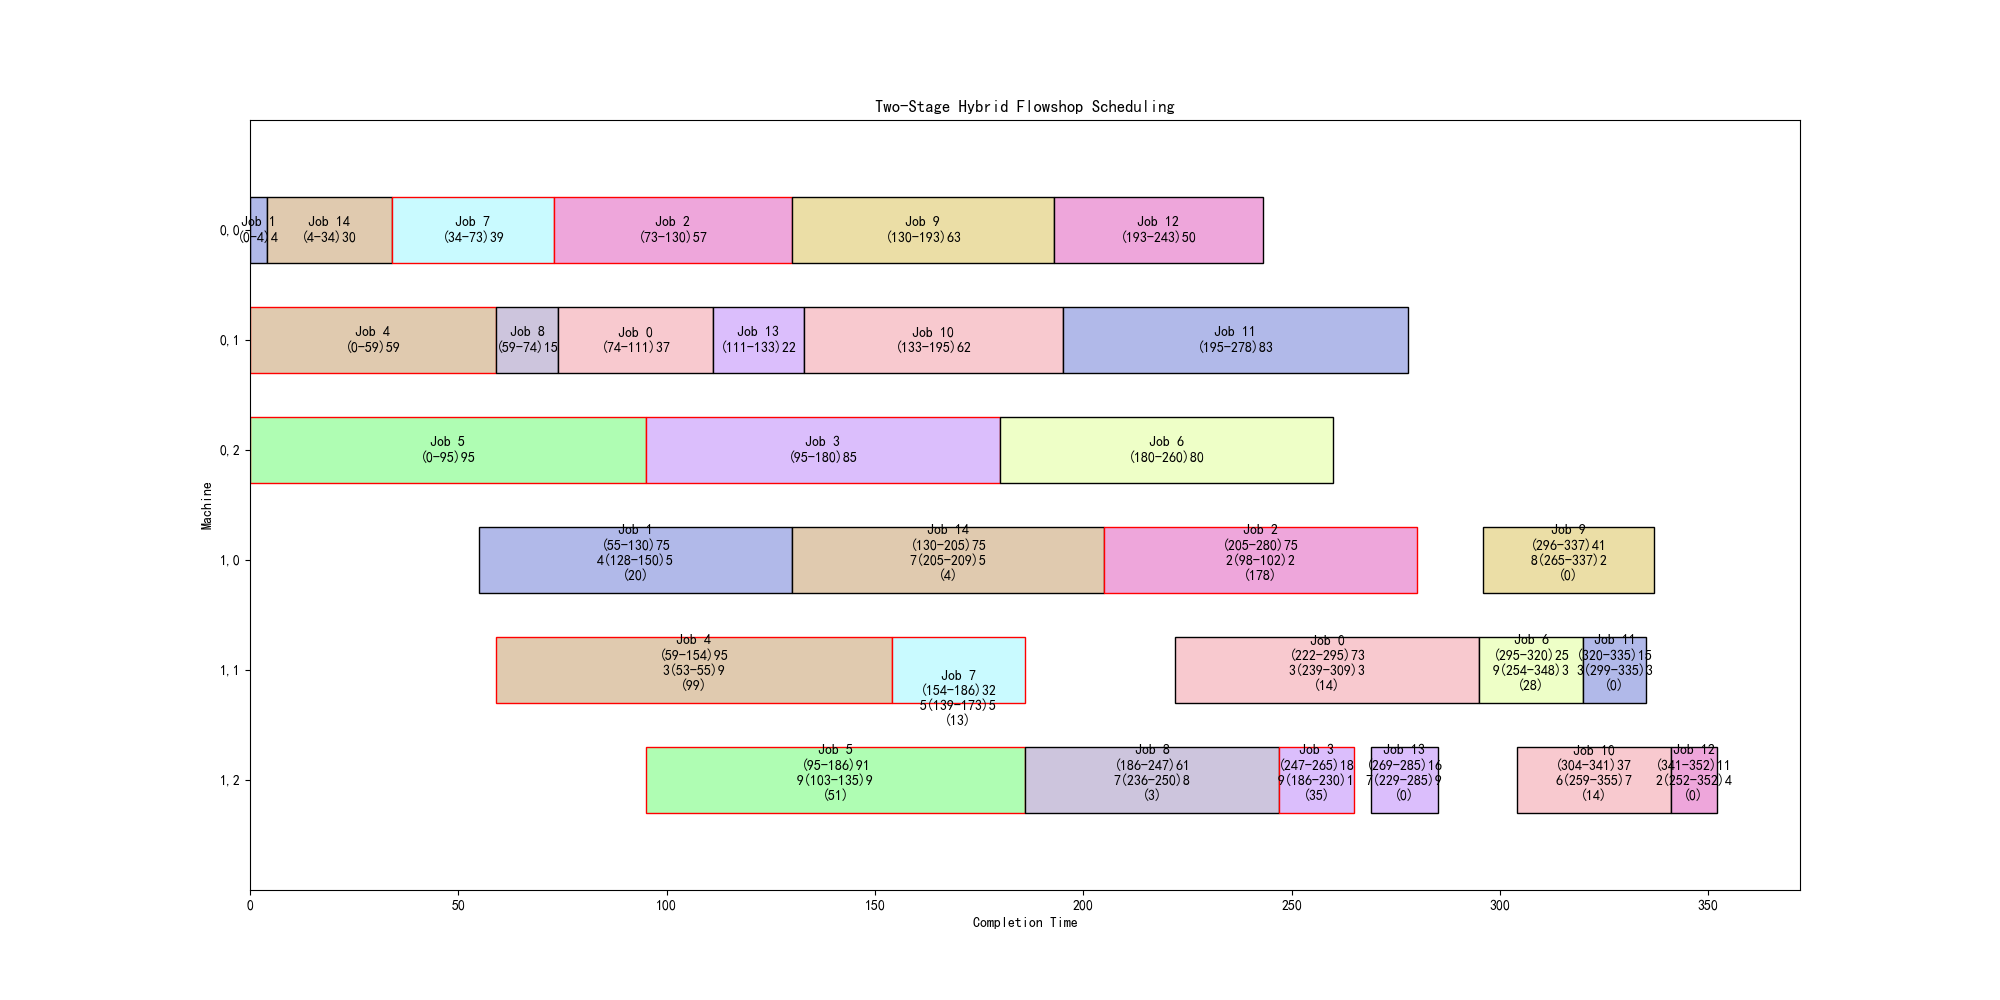 Two-Stage Hybrid Flowshop Scheduling
Machine
0,0
Job 1
(0-4)4
Job 14
(4-34)30
Job 7
(34-73)39
Job 2
(73-130)57
Job 9
(130-193)63
Job 12
(193-243)50
0,1
Job 4
(0-59)59
Job 8
(59-74)15
Job 0
(74-111)37
Job 13
(111-133)22
Job 10
(133-195)62
Job 11
(195-278)83
0,2
Job 5
(0-95)95
Job 3
(95-180)85
Job 6
(180-260)80
1,0
Job 1
(55-130)75
4(128-150)5
(20)
Job 14
(130-205)75
7(205-209)5
(4)
Job 2
(205-280)75
2(98-102)2
(178)
Job 9
(296-337)41
8(265-337)2
(0)
1,1
Job 4
(59-154)95
3(53-55)9
(99)
Job 7
(154-186)32
5(139-173)5
(13)
Job 0
(222-295)73
3(239-309)3
(14)
Job 6
(295-320)25
9(254-348)3
(28)
Job 11
(320-335)15
3(299-335)3
(0)
1,2
Job 5
(95-186)91
9(103-135)9
(51)
Job 8
(186-247)61
7(236-250)8
(3)
Job 3
(247-265)18
9(186-230)1
(35)
Job 13
(269-285)16
7(229-285)9
(0)
Job 10
(304-341)37
6(259-355)7
(14)
Job 12
(341-352)11
2(252-352)4
(0)
0
50
100
150
200
250
300
350
Completion Time